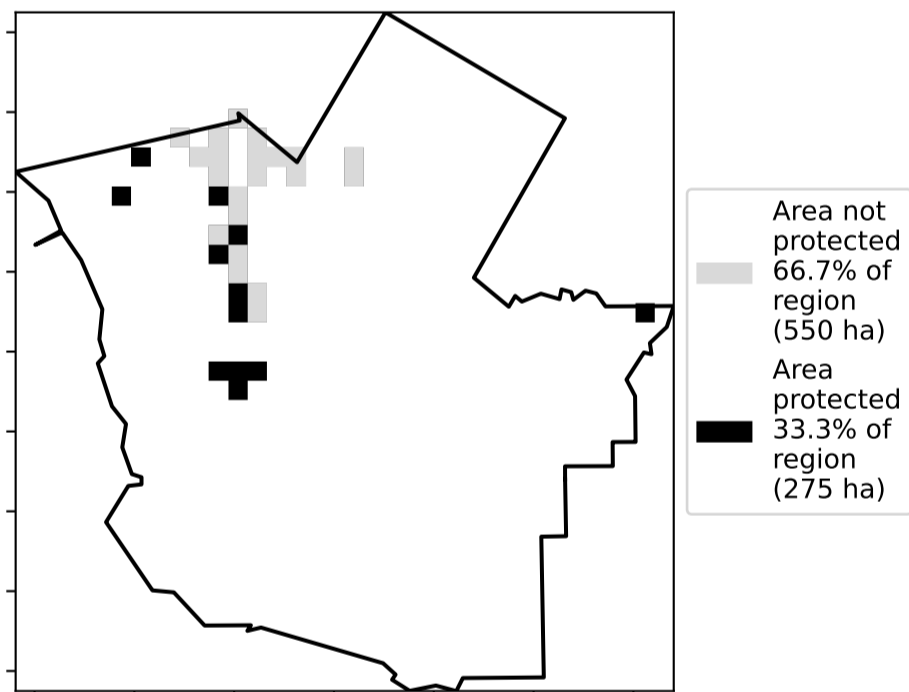 Area not
protected
66.7% of
region
(550 ha)
Area
protected
33.3% of
region
(275 ha)